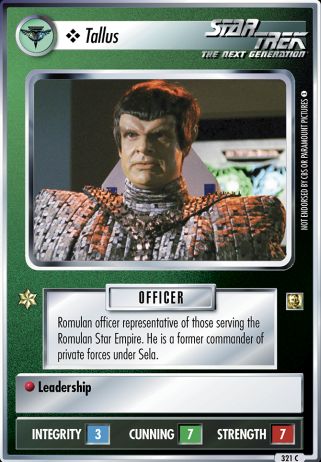 ❖ Tallus
STAR TREK
THE NEXT GENERATION
NOT ENDORSED BY CBS OR PARAMOUNT PICTURES
OFFICER
Romulan officer representative of those serving the
Romulan Star Empire. He is a former commander of
private forces under Sela.
Leadership
INTEGRITY 3 CUNNING 7 STRENGTH 7
321 C